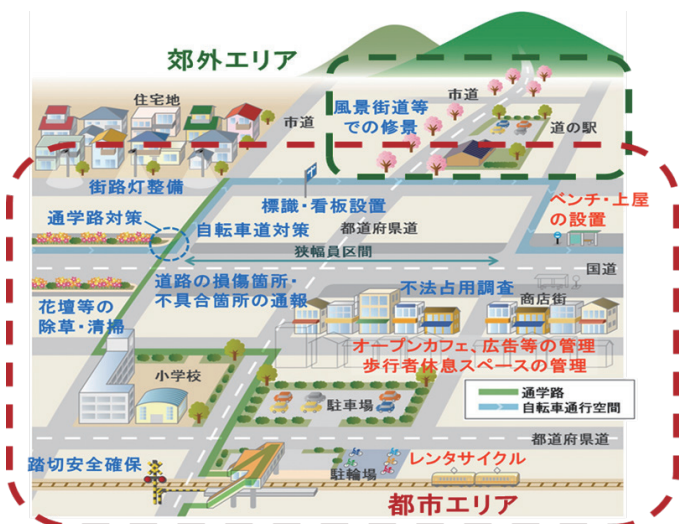 郊外エリア
住宅地
市道
市道
風景街道等
での修景
道の駅
街路灯整備
標識・看板設置
ベンチ・上屋
の設置
通学路対策
自転車道対策
都道府県道
狭幅員区間
国道
道路の損傷箇所・
不具合箇所の通報
不法占用調査
花壇等の
除草・清掃
商店街
オープンカフェ、広告等の管理
歩行者休息スペースの管理
小学校
通学路
自転車通行空間
駐車場
都道府県道
踏切安全確保
駐輪場
レンタサイクル
都市エリア